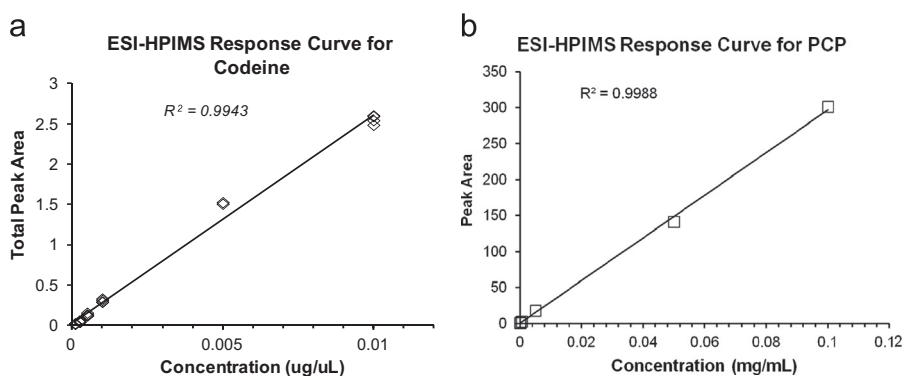 a
ESI-HPIMS Response Curve for
Codeine
3
2.5
2
1.5
1
0.5
0
R² = 0.9943
Total Peak Area
0
0.005
0.01
Concentration (ug/uL)
b
ESI-HPIMS Response Curve for PCP
350
300
250
200
150
100
50
0
R² = 0.9988
Peak Area
0
0.02
0.04
0.06
0.08
0.1
0.12
Concentration (mg/mL)